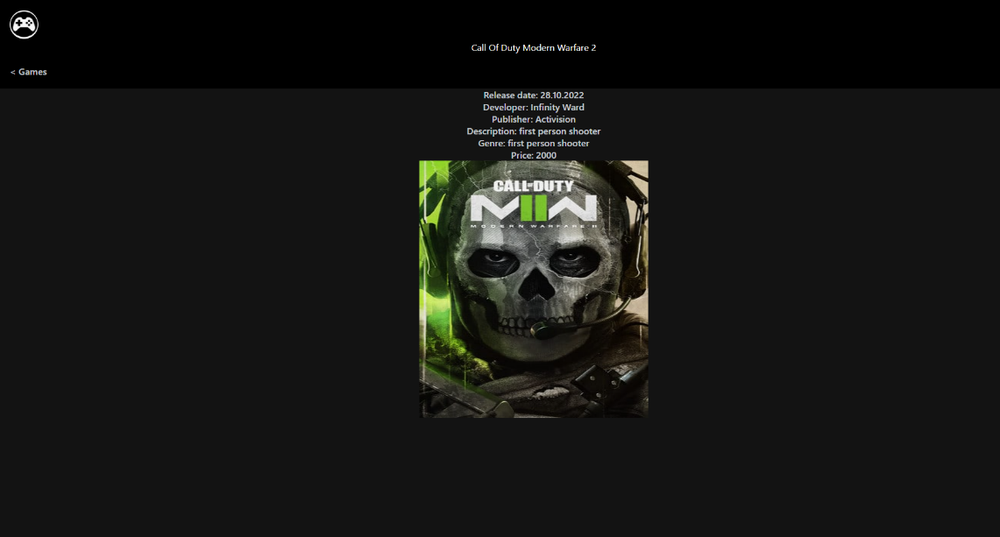 Call Of Duty Modern Warfare 2
< Games
Release date: 28.10.2022
Developer: Infinity Ward
Publisher: Activision
Description: first person shooter
Genre: first person shooter
Price: 2000
CALL OF DUTY
MIIW
MODERN WARFARE II